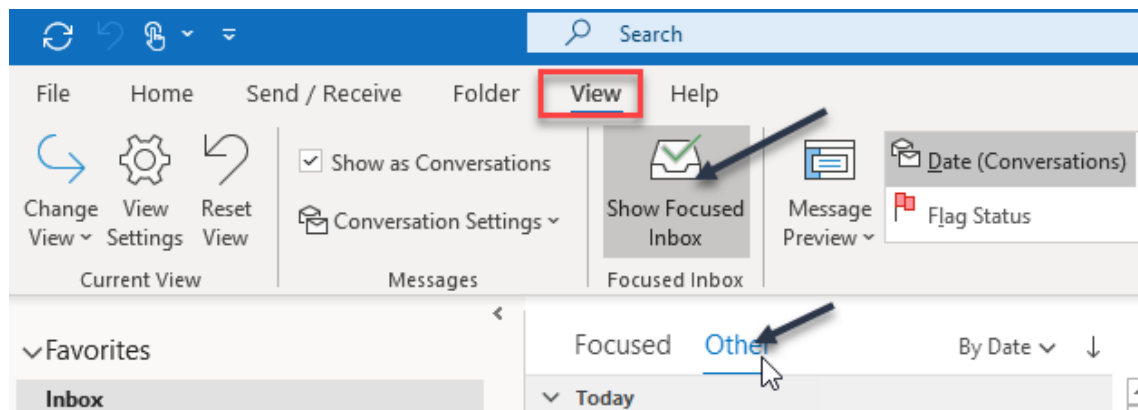 Search
File Home Send / Receive Folder View Help
Show as Conversations
Conversation Settings
Change View
View Settings
Reset View
Show Focused Inbox
Message Preview
Date (Conversations)
Flag Status
Current View Messages Focused Inbox
Favorites
Focused Other By Date
Inbox
Today